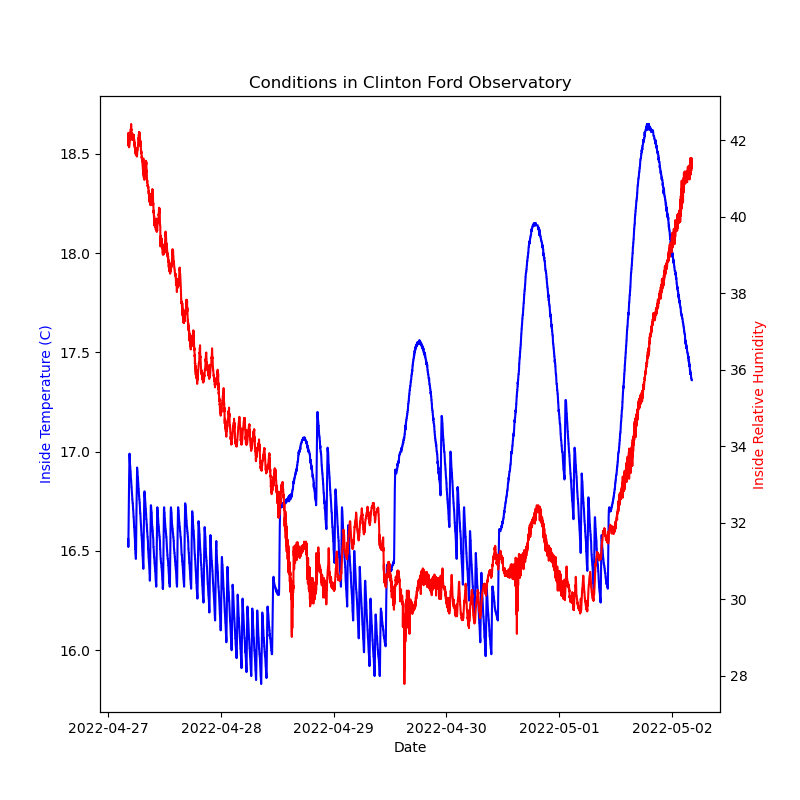 Conditions in Clinton Ford Observatory
18.5
18.0
17.5
17.0
16.5
16.0
Inside Temperature (C)
42
40
38
36
34
32
30
28
Inside Relative Humidity
2022-04-27 2022-04-28 2022-04-29 2022-04-30 2022-05-01 2022-05-02
Date